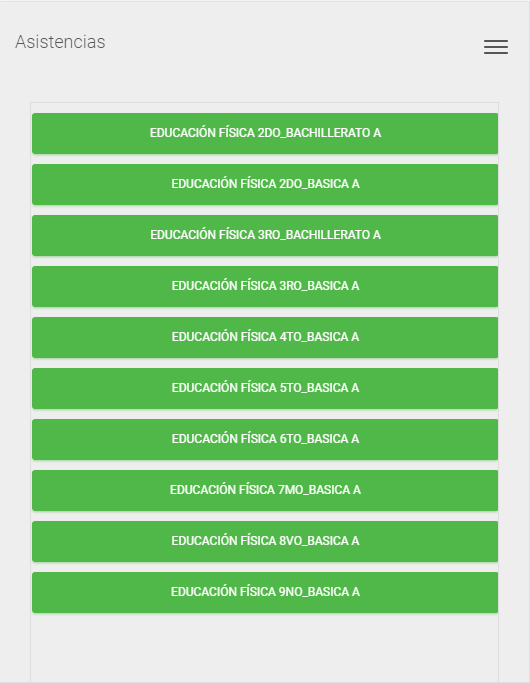 Asistencias
EDUCACIÓN FÍSICA 2DO_BACHILLERATO A
EDUCACIÓN FÍSICA 2DO_BASICA A
EDUCACIÓN FÍSICA 3RO_BACHILLERATO A
EDUCACIÓN FÍSICA 3RO_BASICA A
EDUCACIÓN FÍSICA 4TO_BASICA A
EDUCACIÓN FÍSICA 5TO_BASICA A
EDUCACIÓN FÍSICA 6TO_BASICA A
EDUCACIÓN FÍSICA 7MO_BASICA A
EDUCACIÓN FÍSICA 8VO_BASICA A
EDUCACIÓN FÍSICA 9NO_BASICA A